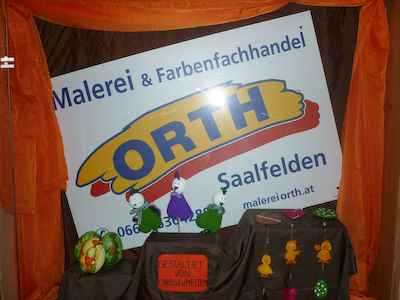 Malerei & Farbenfachhandel
ORTH
Saalfelden
malereiorth.at
GESTALTET
VON